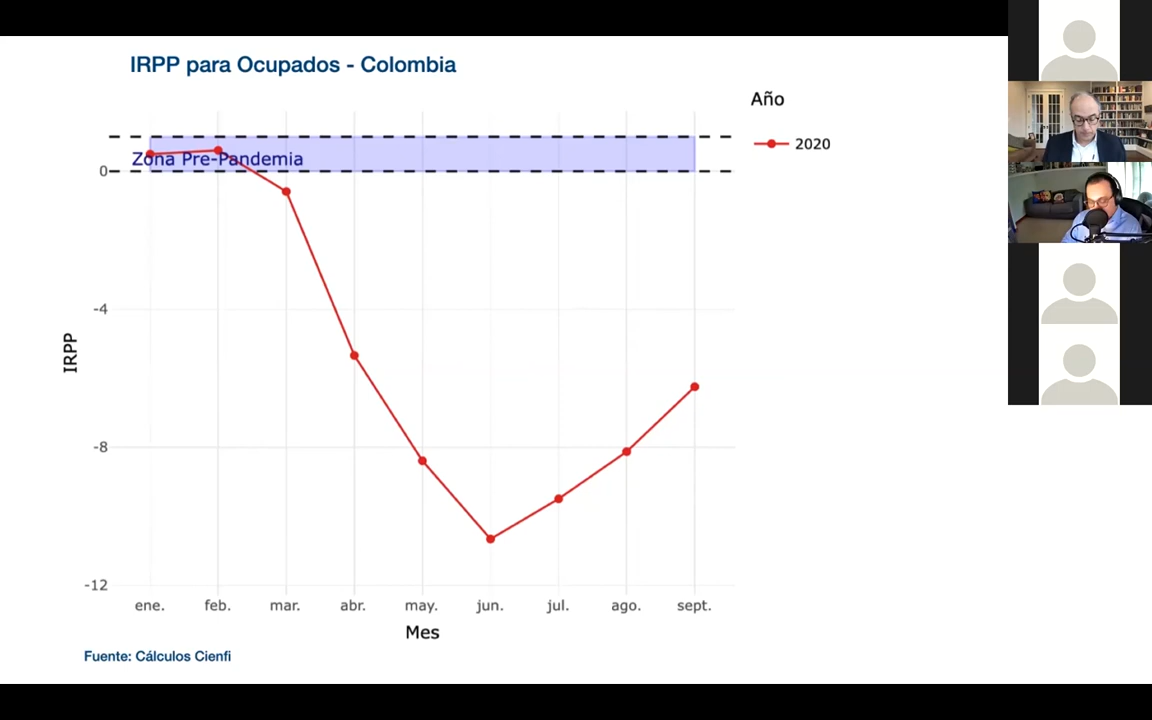 IRPP para Ocupados - Colombia
Año
2020
Zona Pre-Pandemia
0
-4
-8
-12
IRPP
ene. feb. mar. abr. may. jun. jul. ago. sept.
Mes
Fuente: Cálculos Cienfi